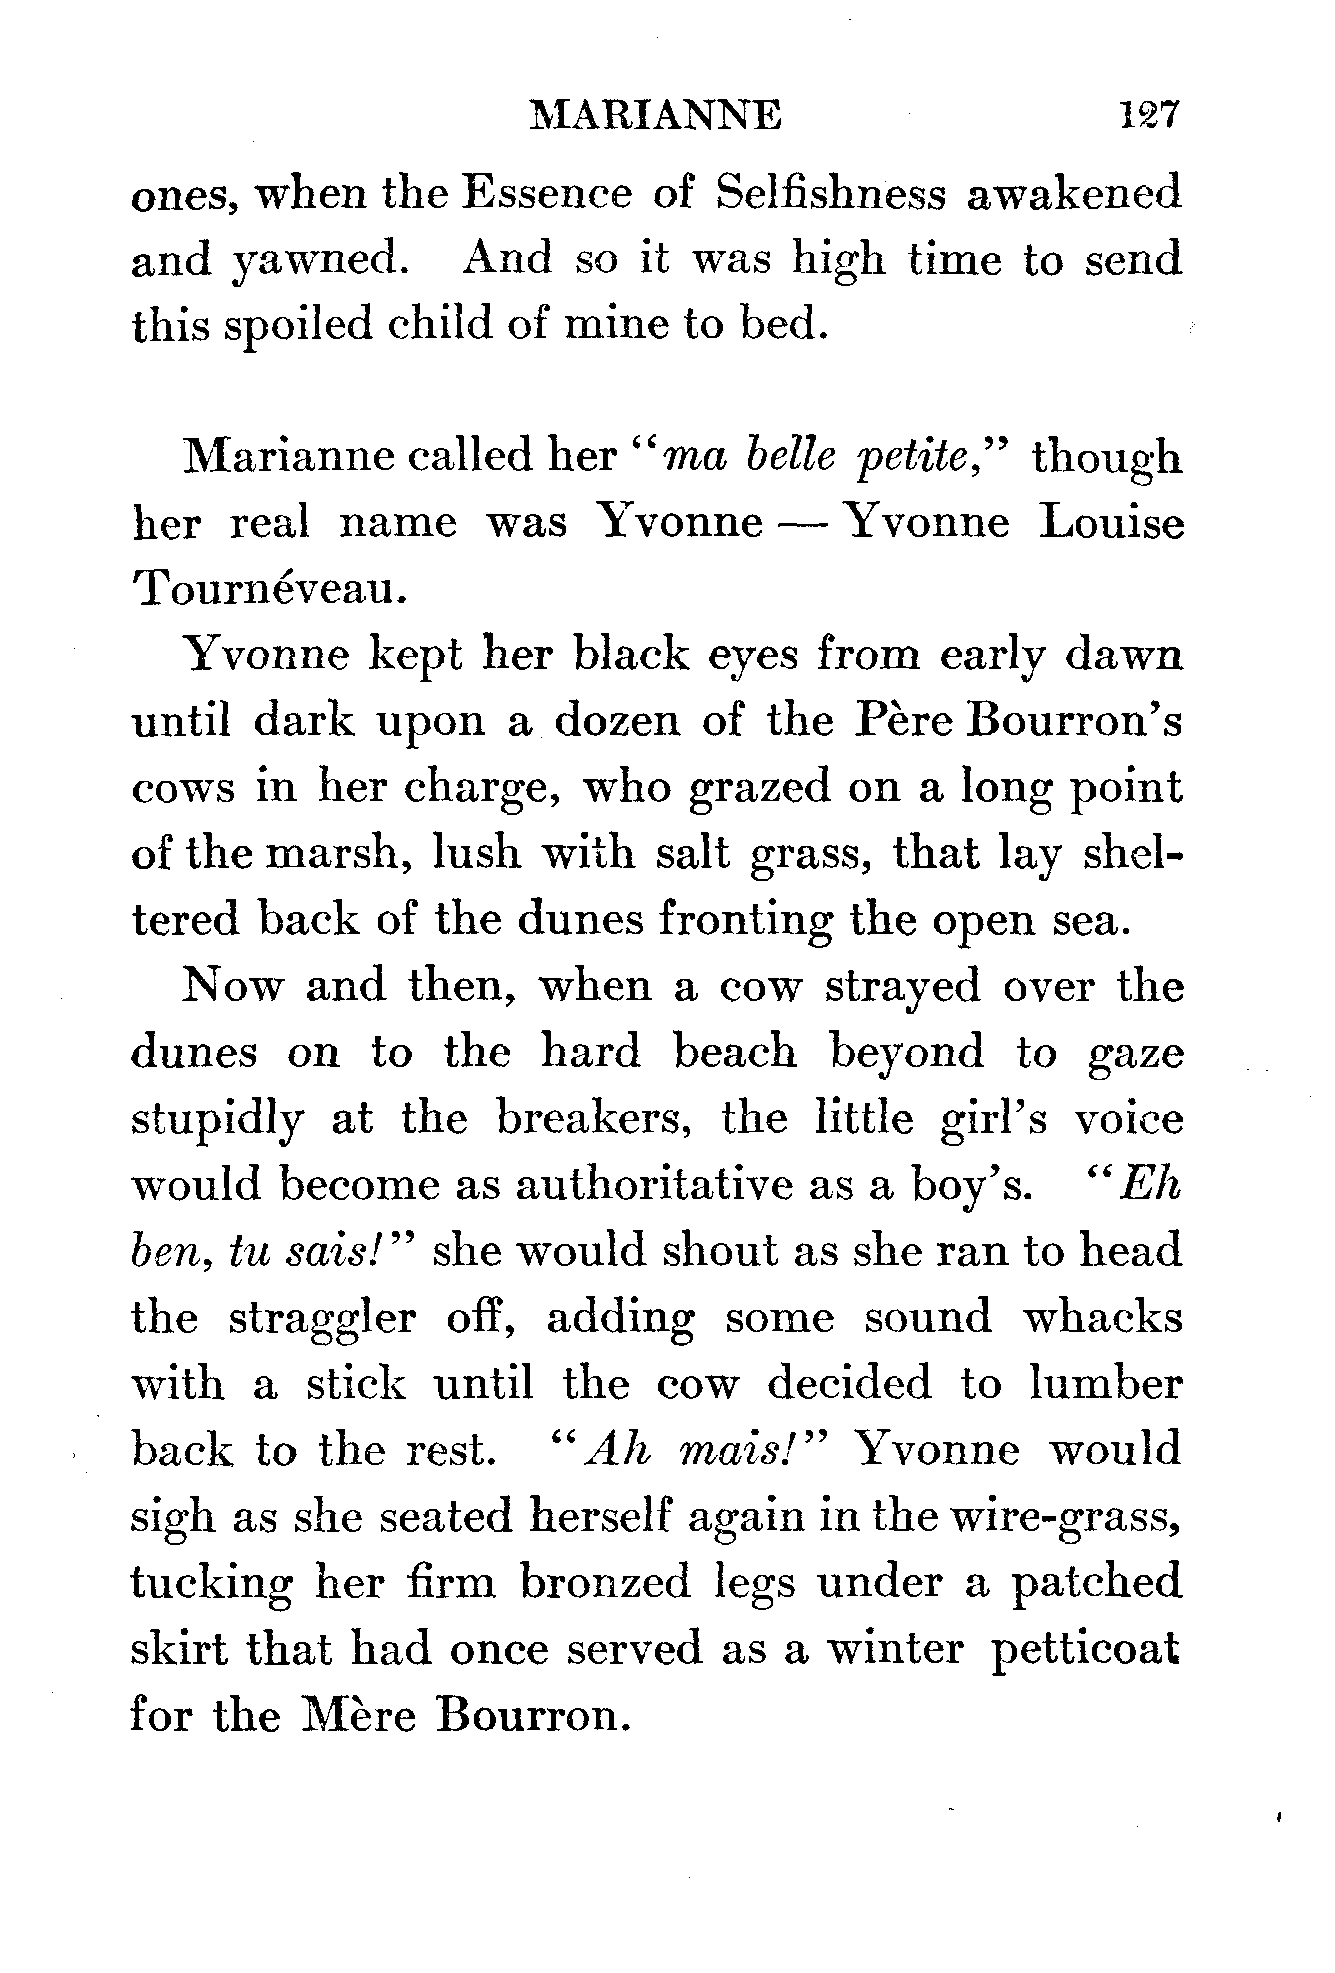 MARIANNE 127
ones, when the Essence of Selfishness awakened
and yawned. And so it was high time to send
this spoiled child of mine to bed.
Marianne called her “ma belle petite,” though
her real name was Yvonne — Yvonne Louise
Tournéveau.
Yvonne kept her black eyes from early dawn
until dark upon a dozen of the Père Bourron’s
cows in her charge, who grazed on a long point
of the marsh, lush with salt grass, that lay shel-
tered back of the dunes fronting the open sea.
Now and then, when a cow strayed over the
dunes on to the hard beach beyond to gaze
stupidly at the breakers, the little girl’s voice
would become as authoritative as a boy’s. “Eh
ben, tu sais!” she would shout as she ran to head
the straggler off, adding some sound whacks
with a stick until the cow decided to lumber
back to the rest. “Ah mais!” Yvonne would
sigh as she seated herself again in the wire-grass,
tucking her firm bronzed legs under a patched
skirt that had once served as a winter petticoat
for the Mère Bourron.